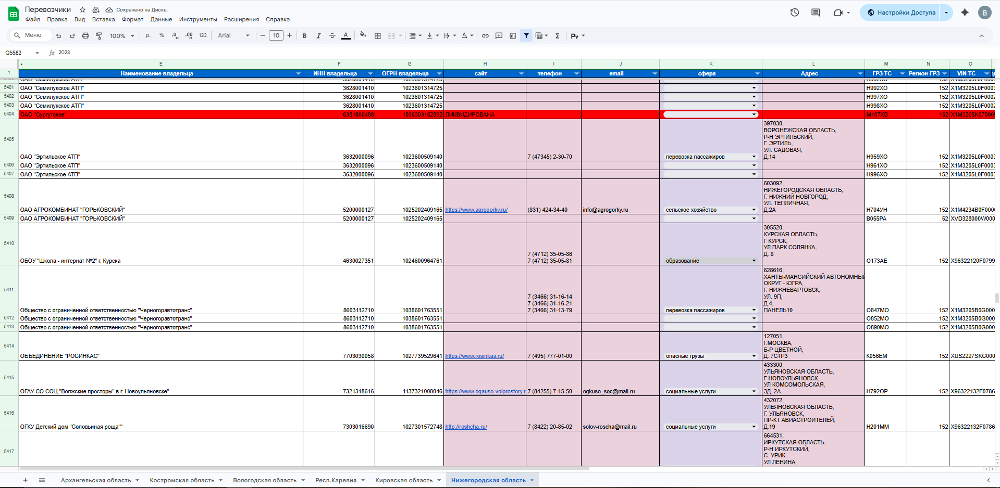 Перевозчики Сохранено на Диске.
Файл Правка Вид Вставка Формат Данные Инструменты Расширения Справка
Настройки Доступа
B
Меню 100% р. % .0 .00 123 Arial 10
Q5582 fx 2023
E F G H I J K L M N O
1 Наименование владельца ИНН владельца ОГРН владельца сайт телефон email сфера Адрес ГРЗ ТС Регион ГРЗ VIN ТС
ОАО "Семилукское АТП" 3628001410 1023601314725 152
5401 ОАО "Семилукское АТП" 3628001410 1023601314725 Н992ХО 152 X1M3205L0F0003
5402 ОАО "Семилукское АТП" 3628001410 1023601314725 Н997ХО 152 X1M3205L0F0002
5403 ОАО "Семилукское АТП" 3628001410 1023601314725 Н998ХО 152 X1M3205L0F0002
5404 ОАО "Сургутское" 6381000488 1036303162092 ЛИКВИДИРОВАНА М107ХВ 152
397030,
ВОРОНЕЖСКАЯ ОБЛАСТЬ,
Р-Н ЭРТИЛЬСКИЙ,
Г. ЭРТИЛЬ,
УЛ. САДОВАЯ,
5405 ОАО "Эртильское АТП" 3632000096 1023600509140 7 (47345) 2-30-70 перевозка пассажиров Д.14 Н959ХО 152 X1M3205L0F0003
5406 ОАО "Эртильское АТП" 3632000096 1023600509140 Н961ХО 152 X1M3205L0F0003
5407 ОАО "Эртильское АТП" 3632000096 1023600509140 Н996ХО 152 X1M3205L0F0003
603092,
НИЖЕГОРОДСКАЯ ОБЛАСТЬ,
Г. НИЖНИЙ НОВГОРОД,
УЛ. ТЕПЛИЧНАЯ,
5408 ОАО АГРОКОМБИНАТ "ГОРЬКОВСКИЙ" 5200000127 1025202409165 https://www.agrogorky.ru/ (831) 424-34-40 info@agrogorky.ru сельское хозяйство Д.2А Н704УН 152 X1M4234B0F000
5409 ОАО АГРОКОМБИНАТ "ГОРЬКОВСКИЙ" 5200000127 1025202409165 В055РА 52 XVD328000W000
305520,
КУРСКАЯ ОБЛАСТЬ,
Г КУРСК,
УЛ ПАРК СОЛЯНКА,
7 (4712) 35-05-86 Д. 8
5410 ОБОУ "Школа - интернат №2" г. Курска 4630027351 1024600964761 7 (4712) 35-05-81 образование О173АЕ 152 X96322120F0799
628616,
ХАНТЫ-МАНСИЙСКИЙ АВТОНОМНЫЙ
ОКРУГ - ЮГРА,
Г. НИЖНЕВАРТОВСК,
7 (3466) 31-16-14 УЛ. 9П,
7 (3466) 31-16-21 Д.4,
5411 Общество с ограниченной ответственностью "Черногоравтотранс" 8603112710 1038601763551 7 (3466) 31-13-79 перевозка пассажиров ПАНЕЛЬ10 О847МО 152 X1M3205B0G000
5412 Общество с ограниченной ответственностью "Черногоравтотранс" 8603112710 1038601763551 О852МО 152 X1M3205B0G000
5413 Общество с ограниченной ответственностью "Черногоравтотранс" 8603112710 1038601763551 О890МО 152 X1M3205B0G000
127051,
Г.МОСКВА,
Б-Р ЦВЕТНОЙ,
5414 ОБЪЕДИНЕНИЕ "РОСИНКАС" 7703030058 1027739529641 https://www.rosinkas.ru/ 7 (495) 777-01-00 опасные грузы Д. 7СТР3 К056ЕМ 152 XUS2227SKC000
433300,
УЛЬЯНОВСКАЯ ОБЛАСТЬ,
Г НОВОУЛЬЯНОВСК,
УЛ КОМСОМОЛЬСКАЯ,
5415 ОГАУ СО СОЦ "Волжские просторы" в г. Новоульяновске" 7321318616 1137321000046 https://www.ogauso-volprostory.r 7 (84255) 7-15-50 ogkuso_soc@mail.ru социальные услуги ЗД. 2А Н792ОР 152 X96322132F0786
432072,
УЛЬЯНОВСКАЯ ОБЛАСТЬ,
Г. УЛЬЯНОВСК,
ПР-КТ АВИАСТРОИТЕЛЕЙ,
5416 ОГКУ Детский дом "Соловьиная роща"" 7303016690 1027301572748 http://roshcha.ru/ 7 (8422) 20-85-02 solov-roscha@mail.ru социальные услуги Д.19 Н201ММ 152 X96322132F0786
664531,
ИРКУТСКАЯ ОБЛАСТЬ,
Р-Н ИРКУТСКИЙ,
С. УРИК,
5417 УЛ ЛЕНИНА,
Архангельская область Костромская область Вологодская область Респ.Карелия Кировская область Нижегородская область